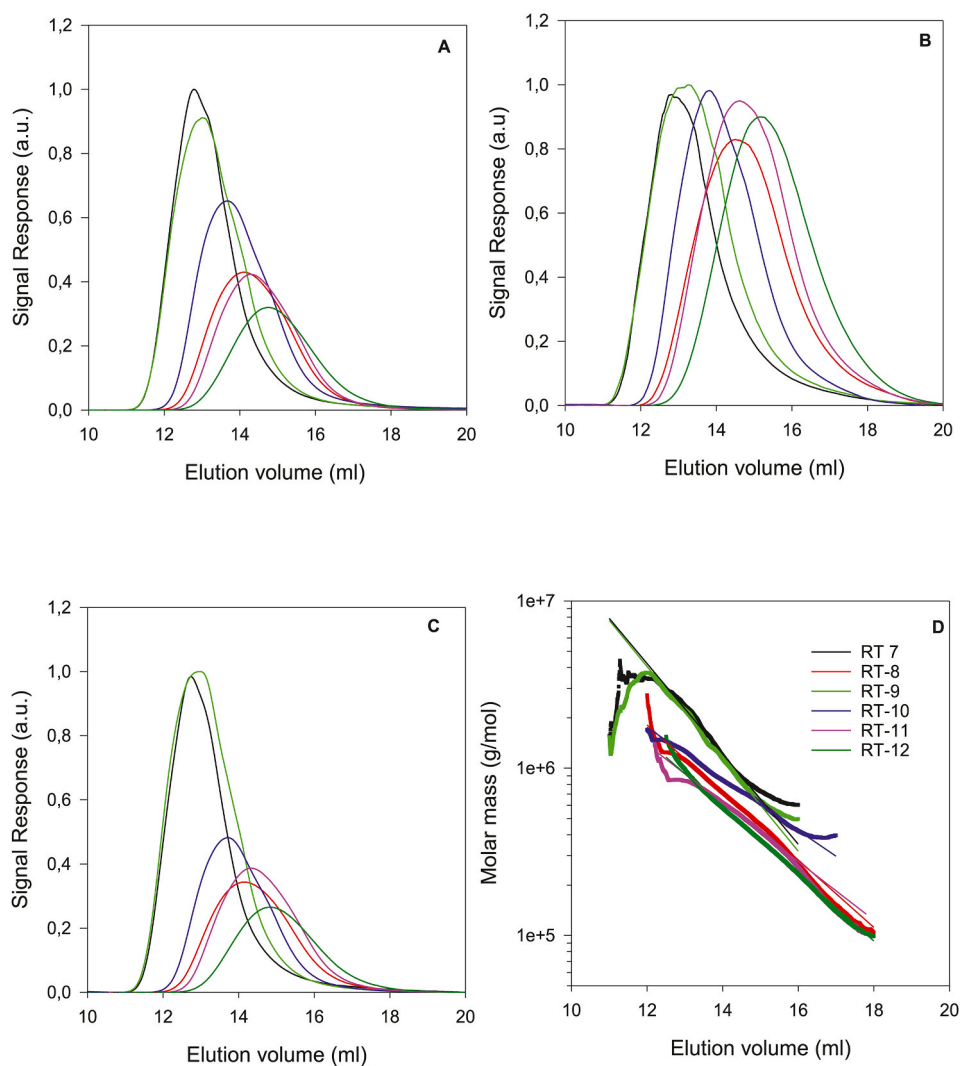 1,2
1,0
0,8
0,6
0,4
0,2
0,0
Signal Response (a.u.)
A
10 12 14 16 18 20
Elution volume (ml)
1,2
1,0
0,8
0,6
0,4
0,2
0,0
Signal Response (a.u)
B
10 12 14 16 18 20
Elution volume (ml)
1,2
1,0
0,8
0,6
0,4
0,2
0,0
Signal Response (a.u.)
C
10 12 14 16 18 20
Elution volume (ml)
1e+7
1e+6
1e+5
Molar mass (g/mol)
D
RT 7
RT-8
RT-9
RT-10
RT-11
RT-12
10 12 14 16 18 20
Elution volume (ml)